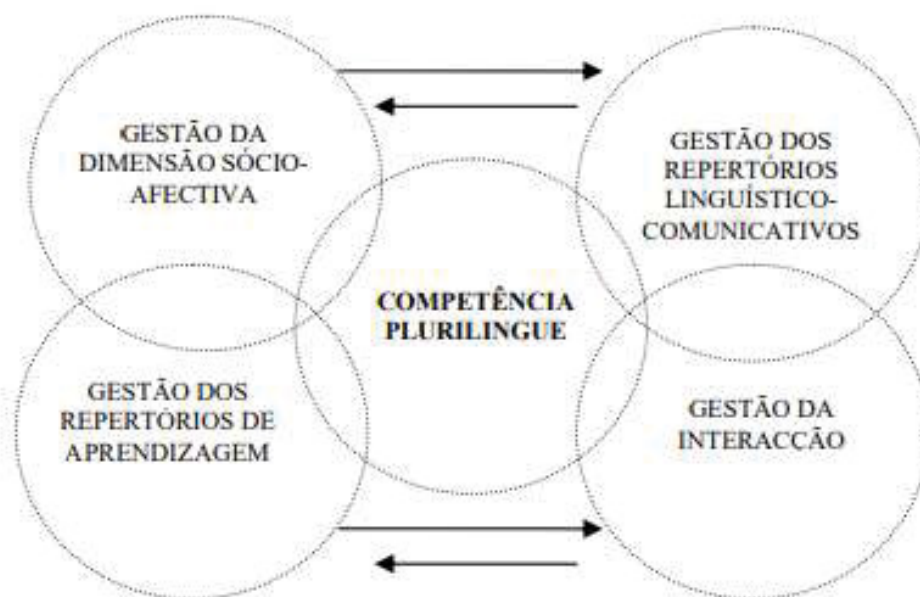 GESTÃO DA
DIMENSÃO SÓCIO-
AFECTIVA
GESTÃO DOS
REPERTÓRIOS
LINGUÍSTICO-
COMUNICATIVOS
COMPETÊNCIA
PLURILINGUE
GESTÃO DOS
REPERTÓRIOS DE
APRENDIZAGEM
GESTÃO DA
INTERACÇÃO